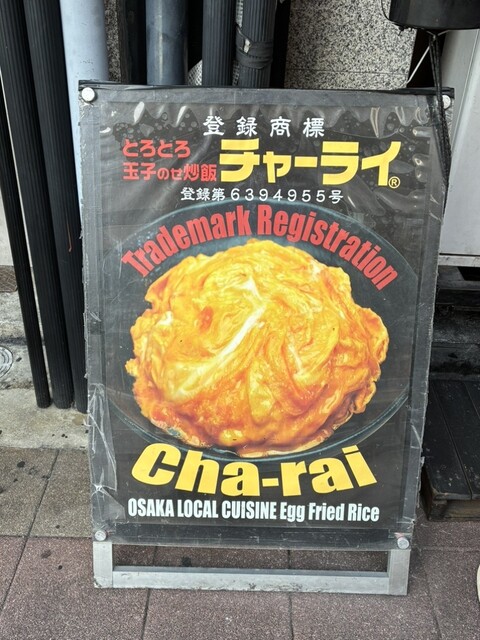 登録商標
とろとろ
玉子のせ炒飯 チャーライ®
登録第6394955号
Trademark Registration
Cha-rai
OSAKA LOCAL CUISINE Egg Fried Rice